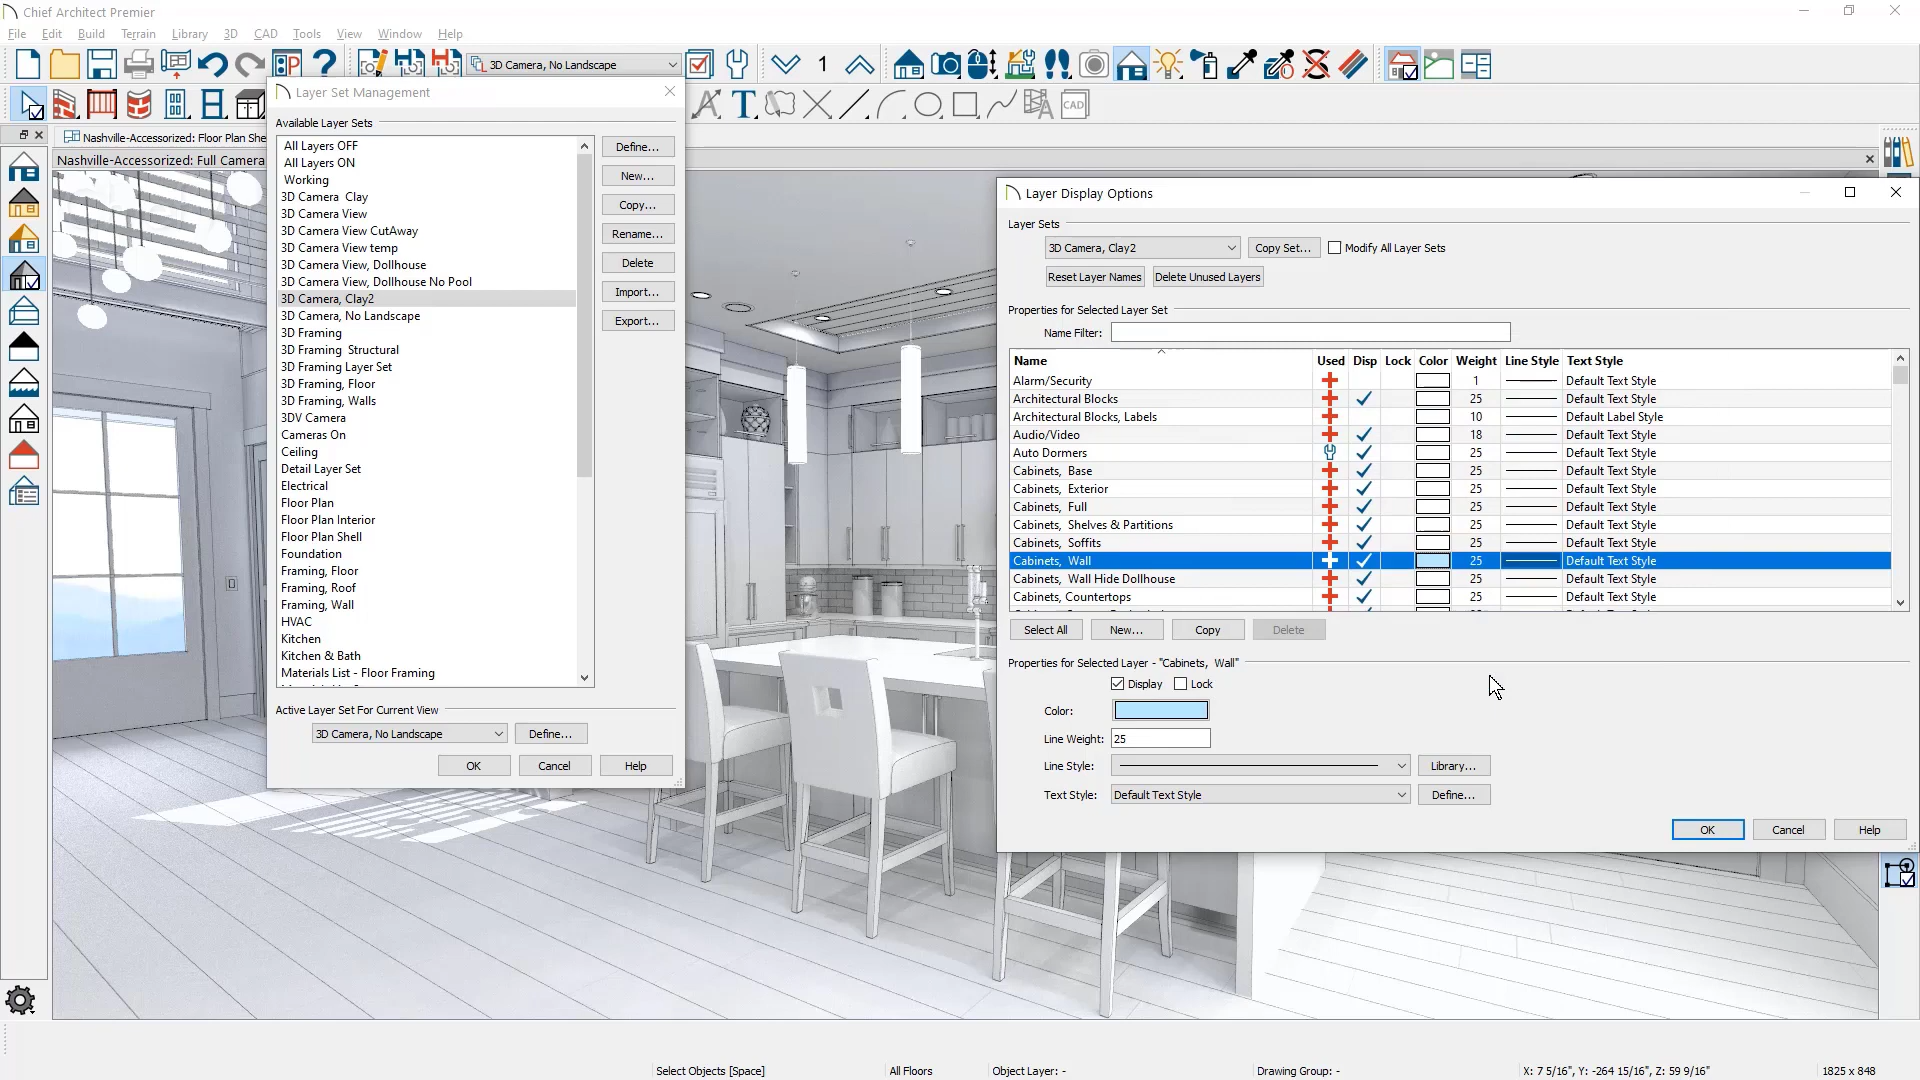 Chief Architect Premier
File Edit Build Terrain Library 3D CAD Tools View Window Help
3D Camera, No Landscape
1
CAD
Nashville-Accessorized: Floor Plan She
Nashville-Accessorized: Full Camera
Layer Set Management
Available Layer Sets
All Layers OFF
All Layers ON
Working
3D Camera Clay
3D Camera View
3D Camera View CutAway
3D Camera View temp
3D Camera View, Dollhouse
3D Camera View, Dollhouse No Pool
3D Camera, Clay2
3D Camera, No Landscape
3D Framing
3D Framing Structural
3D Framing Layer Set
3D Framing, Floor
3D Framing, Walls
3DV Camera
Cameras On
Ceiling
Detail Layer Set
Electrical
Floor Plan
Floor Plan Interior
Floor Plan Shell
Foundation
Framing, Floor
Framing, Roof
Framing, Wall
HVAC
Kitchen
Kitchen & Bath
Materials List - Floor Framing
Define...
New...
Copy...
Rename...
Delete
Import...
Export...
Active Layer Set For Current View
3D Camera, No Landscape Define...
OK Cancel Help
Layer Display Options
Layer Sets
3D Camera, Clay2 Copy Set... Modify All Layer Sets
Reset Layer Names Delete Unused Layers
Properties for Selected Layer Set
Name Filter:
Name Used Disp Lock Color Weight Line Style Text Style
Alarm/Security 1 Default Text Style
Architectural Blocks 25 Default Text Style
Architectural Blocks, Labels 10 Default Label Style
Audio/Video 18 Default Text Style
Auto Dormers 25 Default Text Style
Cabinets, Base 25 Default Text Style
Cabinets, Exterior 25 Default Text Style
Cabinets, Full 25 Default Text Style
Cabinets, Shelves & Partitions 25 Default Text Style
Cabinets, Soffits 25 Default Text Style
Cabinets, Wall 25 Default Text Style
Cabinets, Wall Hide Dollhouse 25 Default Text Style
Cabinets, Countertops 25 Default Text Style
Select All New... Copy Delete
Properties for Selected Layer - "Cabinets, Wall"
Display Lock
Color:
Line Weight: 25
Line Style: Library...
Text Style: Default Text Style Define...
OK Cancel Help
Select Objects [Space] All Floors Object Layer: - Drawing Group: - X: 7 5/16", Y: -264 15/16", Z: 59 9/16" 1825 x 848